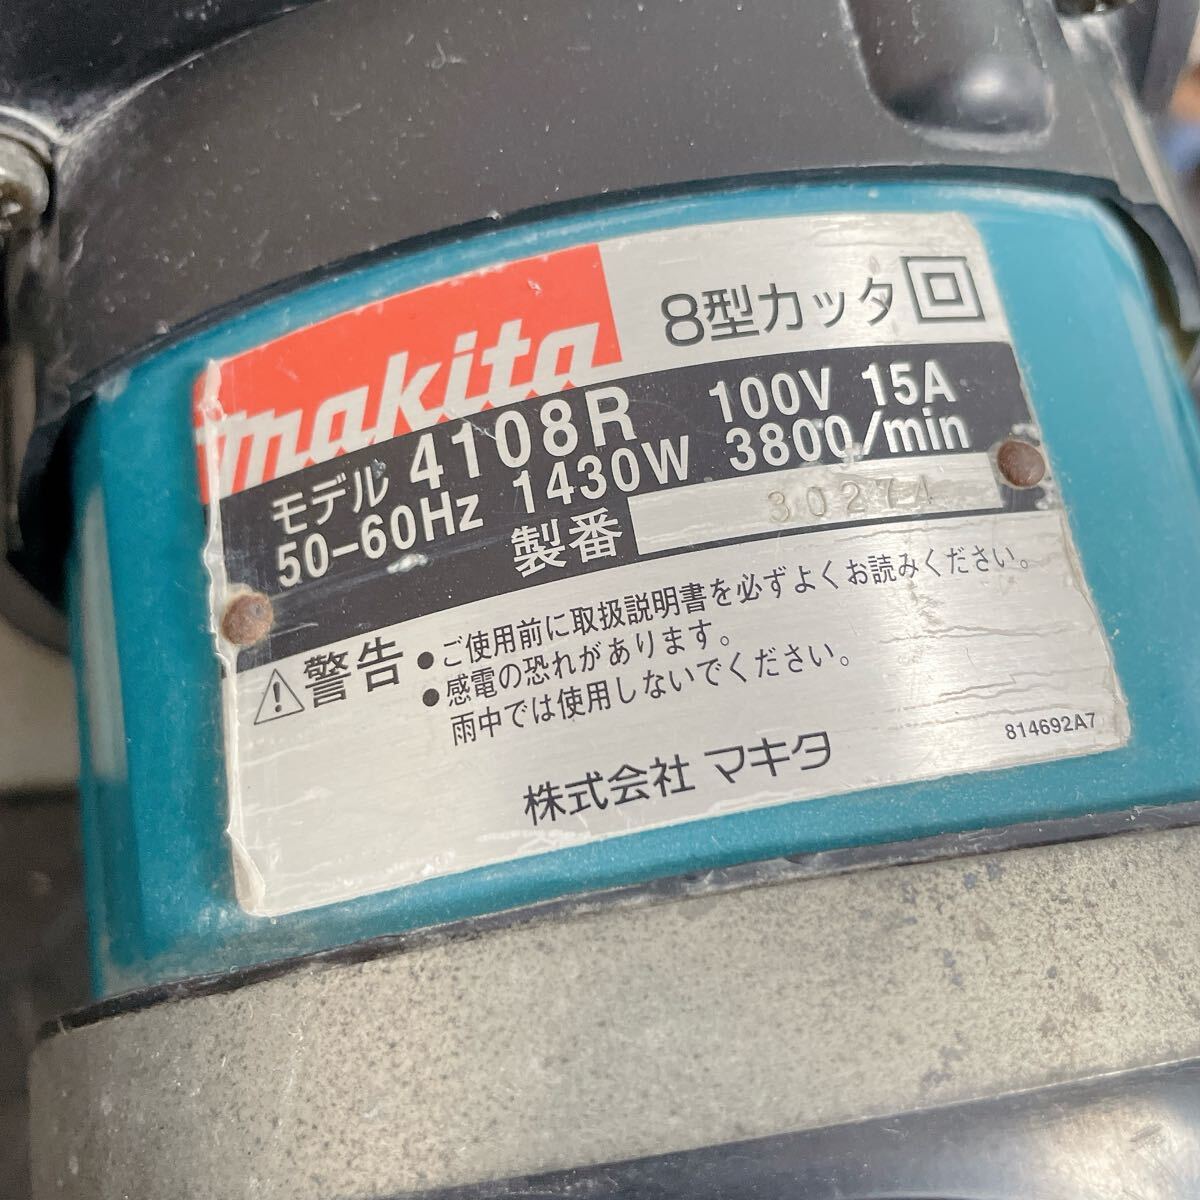 makita
8型カッタ
モデル 4108R 100V 15A
50-60Hz 1430W 3800/min
製番 30274
警告
●ご使用前に取扱説明書を必ずよくお読みください。
●感電の恐れがあります。
雨中では使用しないでください。
株式会社 マキタ
814692A7